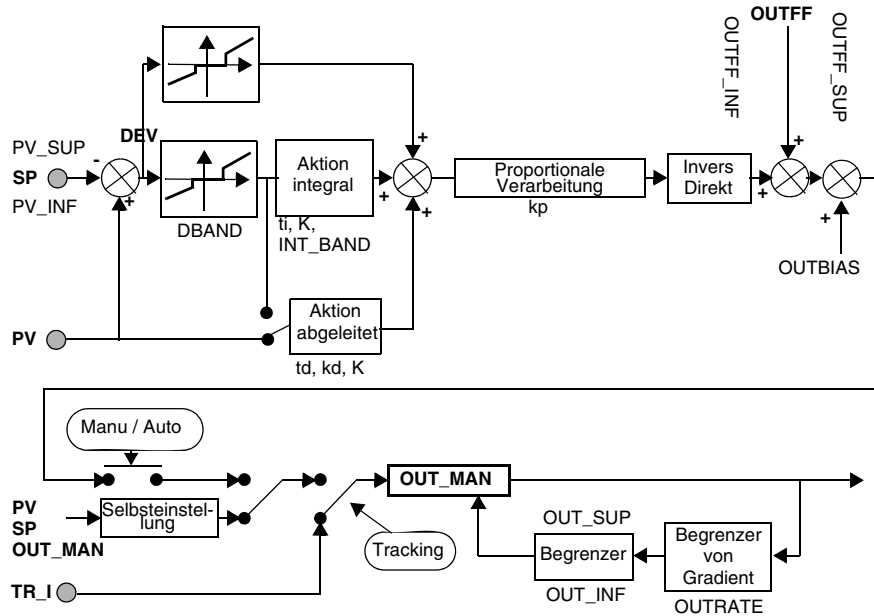 OUTFF
OUTFF_INF
OUTFF_SUP
DEV
PV_SUP
-
SP
PV_INF
+
DBAND
Aktion
integral
ti, K,
INT_BAND
+
+
+
Proportionale
Verarbeitung
kp
Invers
Direkt
+
+
+
OUTBIAS
PV
Aktion
abgeleitet
td, kd, K
Manu / Auto
PV
SP
OUT_MAN
Selbsteinstel-
lung
OUT_MAN
Tracking
OUT_SUP
Begrenzer
OUT_INF
Begrenzer
von
Gradient
OUTRATE
TR_I